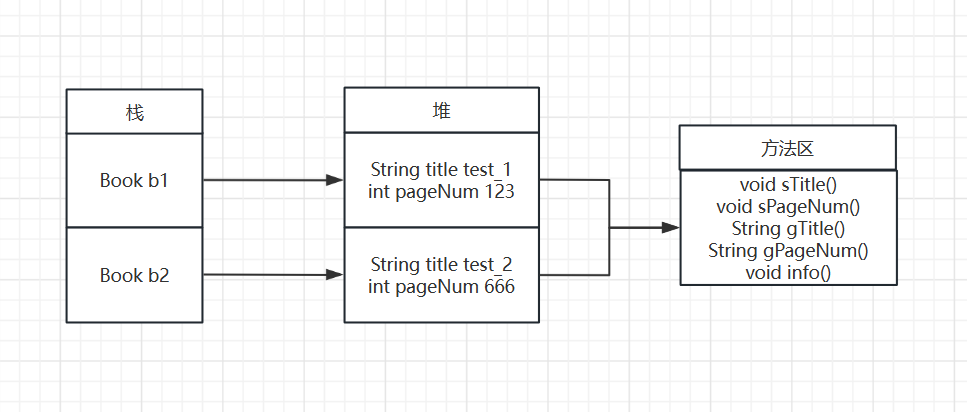 栈
Book b1
Book b2
堆
String title test_1
int pageNum 123
String title test_2
int pageNum 666
方法区
void sTitle()
void sPageNum()
String gTitle()
String gPageNum()
void info()